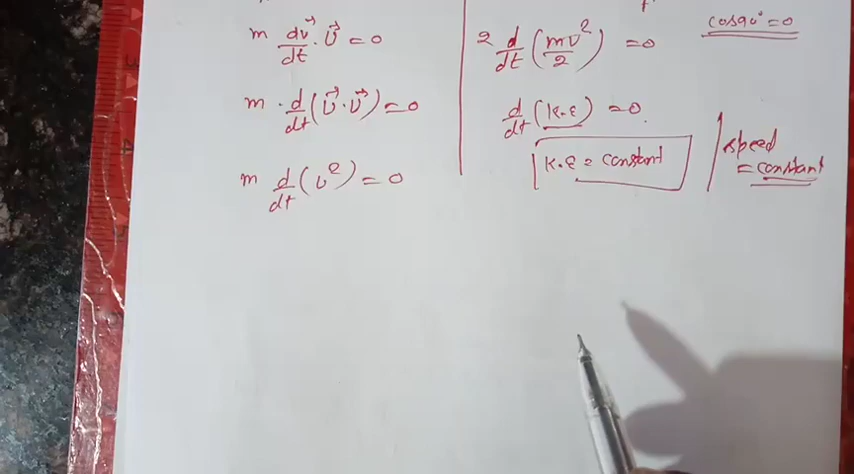 m dv⃗/dt · v⃗ = 0
m · d/dt (v⃗ · v⃗) = 0
m d/dt (v²) = 0
2 d/dt (mv²/2) = 0
d/dt (K.E) = 0.
K.E = constant
cos90° = 0
speed
= constant